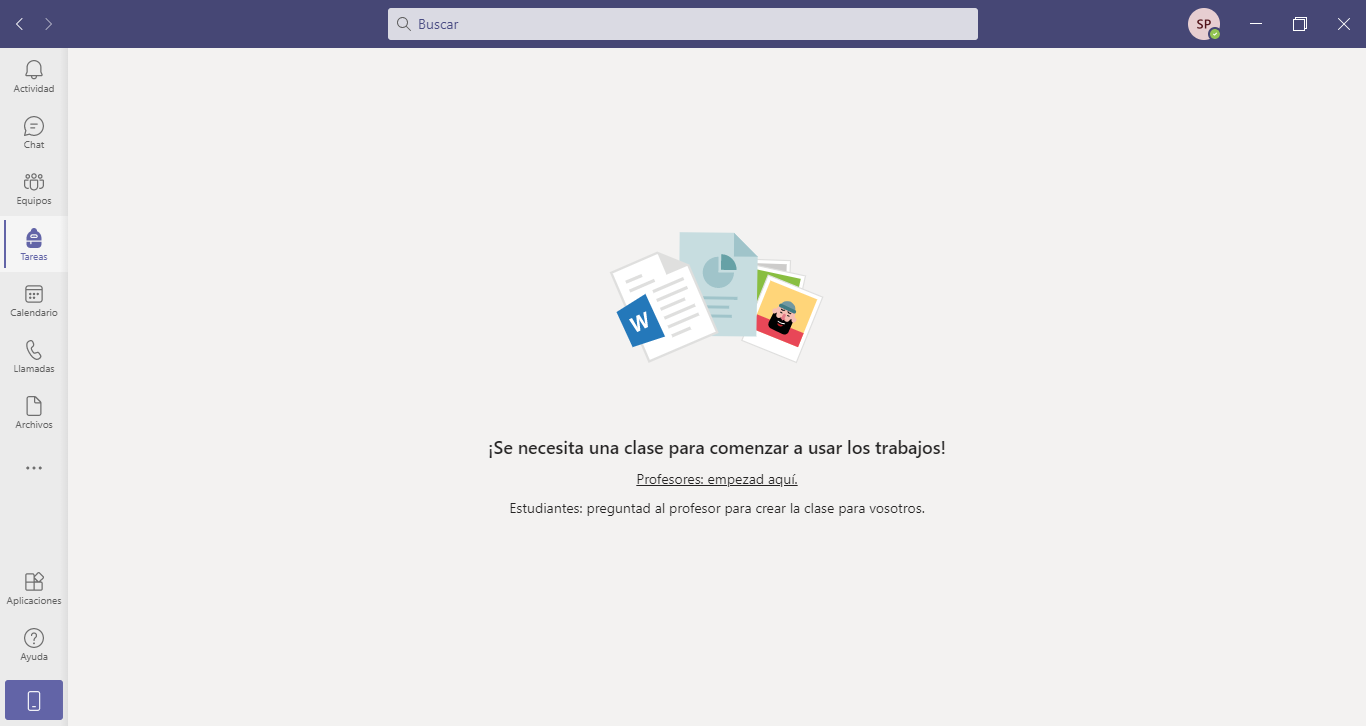 Buscar
SP
Actividad
Chat
Equipos
Tareas
Calendario
Llamadas
Archivos
Aplicaciones
Ayuda
W
¡Se necesita una clase para comenzar a usar los trabajos!
Profesores: empezad aquí.
Estudiantes: preguntad al profesor para crear la clase para vosotros.